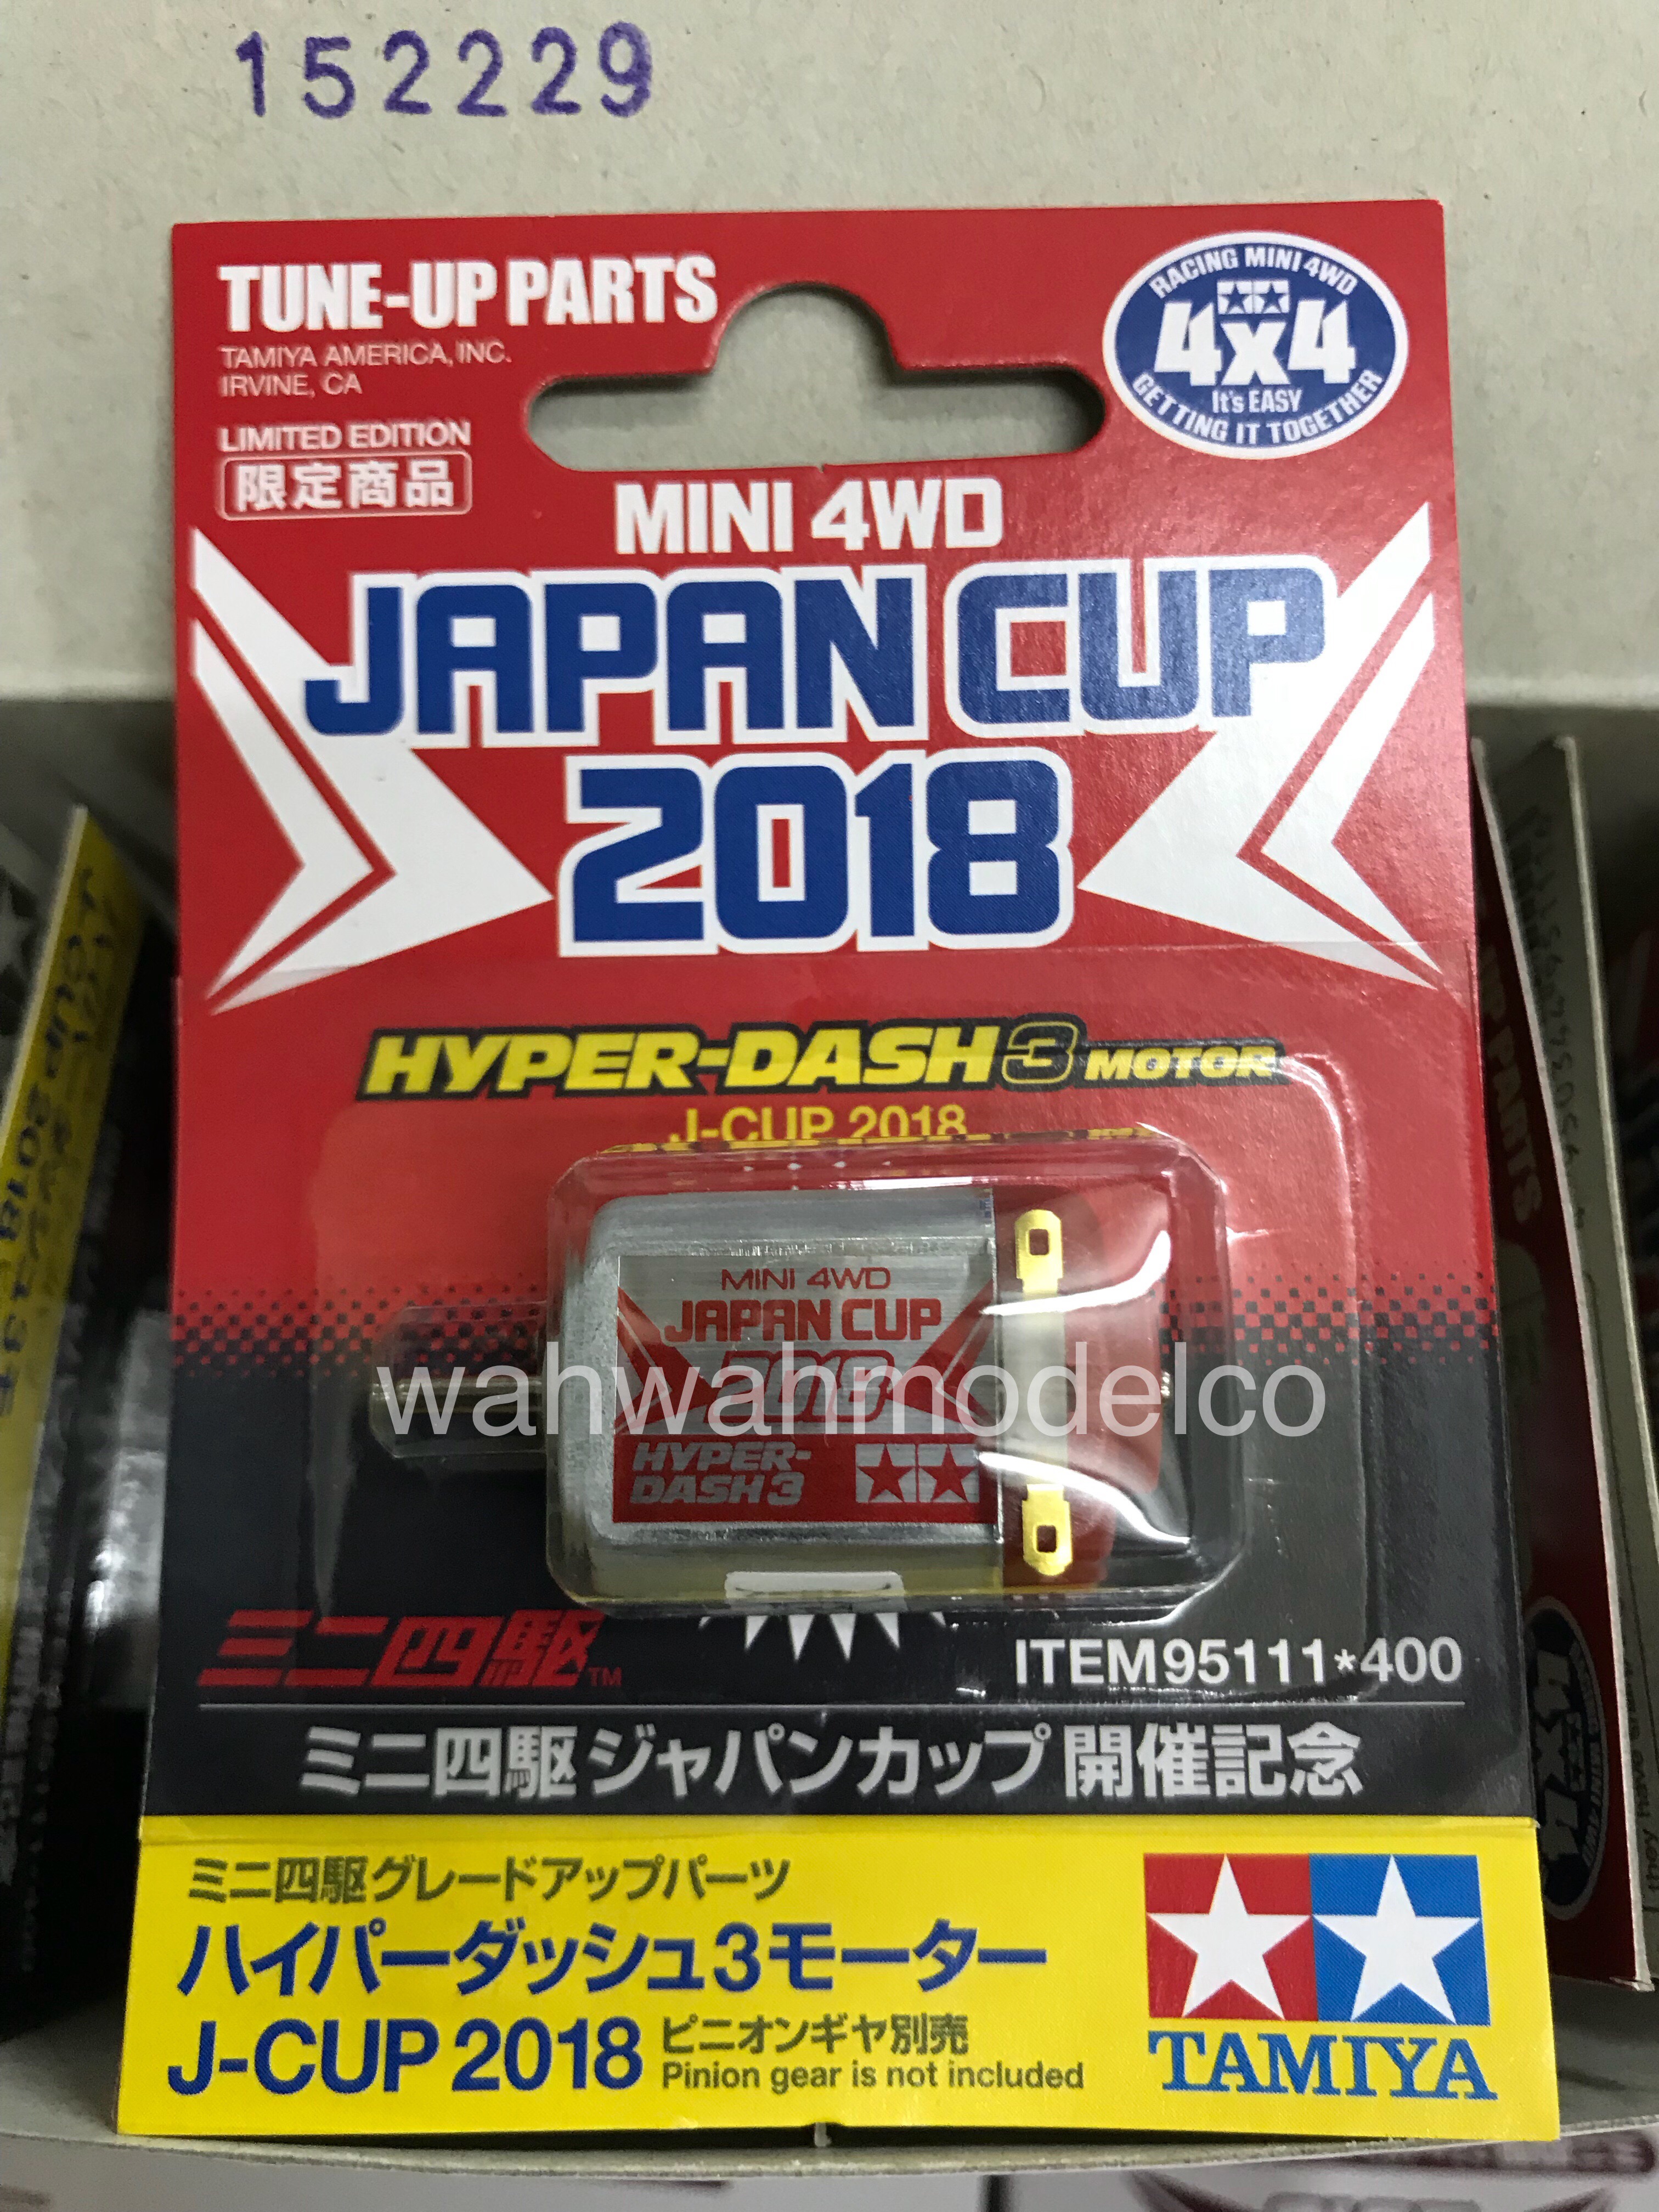 152229
TUNE-UP PARTS
TAMIYA AMERICA, INC.
IRVINE, CA
LIMITED EDITION
限定商品
RACING MINI 4WD
4x4
It's EASY
GETTING IT TOGETHER
MINI 4WD
JAPAN CUP
2018
HYPER-DASH3 MOTOR
J-CUP 2018
MINI 4WD
JAPAN CUP
2018
HYPER-
DASH3
wahwahmodelco
ミニ四駆™
ITEM95111*400
ミニ四駆ジャパンカップ開催記念
ミニ四駆グレードアップパーツ
ハイパーダッシュ3モーター
J-CUP 2018 ピニオンギヤ別売
Pinion gear is not included
TAMIYA